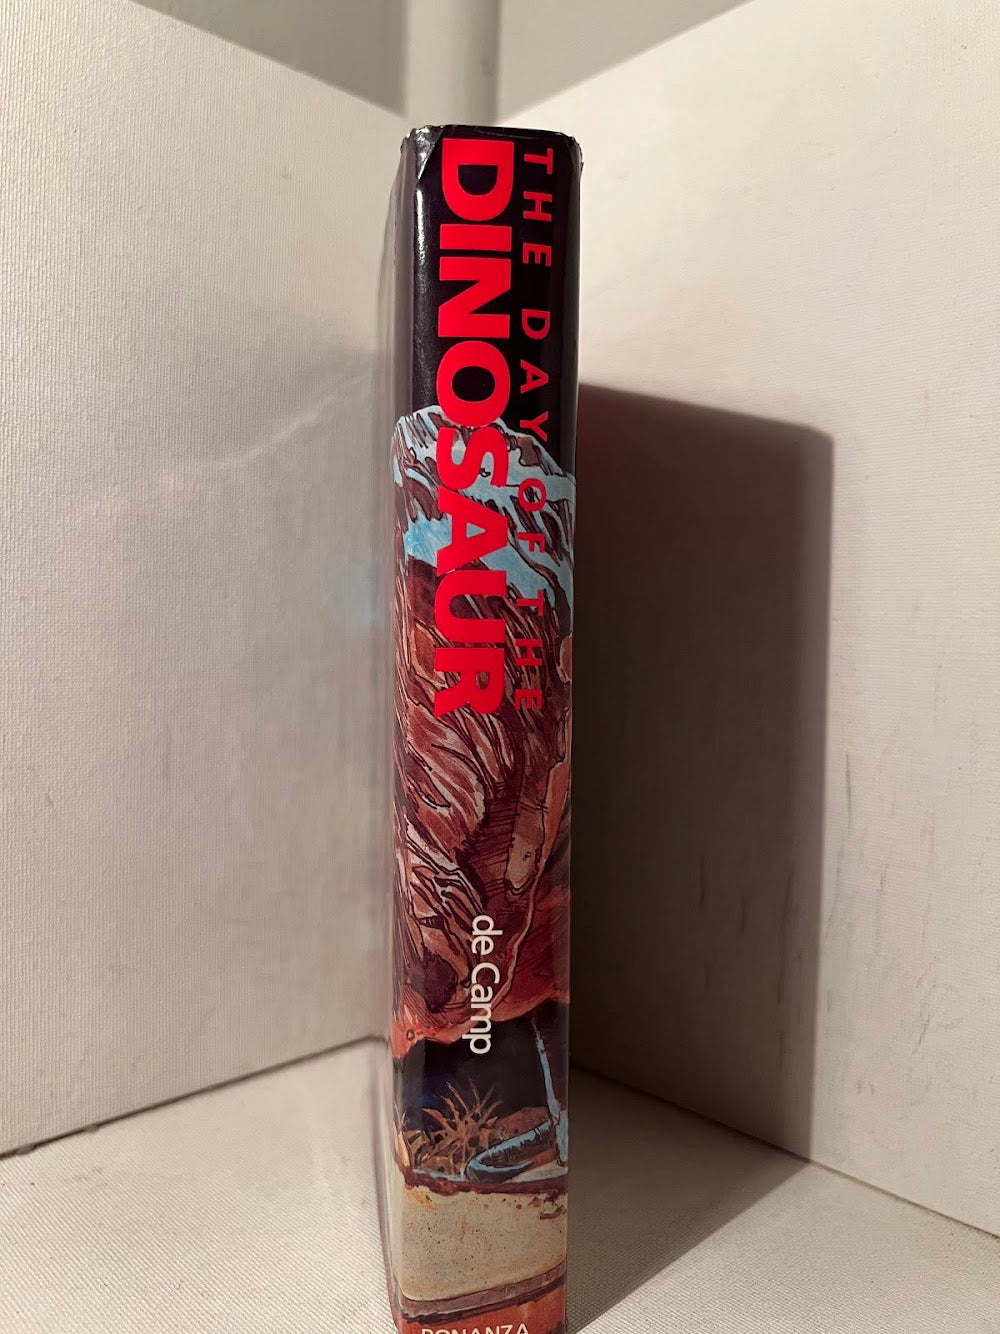 THE DAY OF THE
DINOSAUR
de Camp
BONANZA